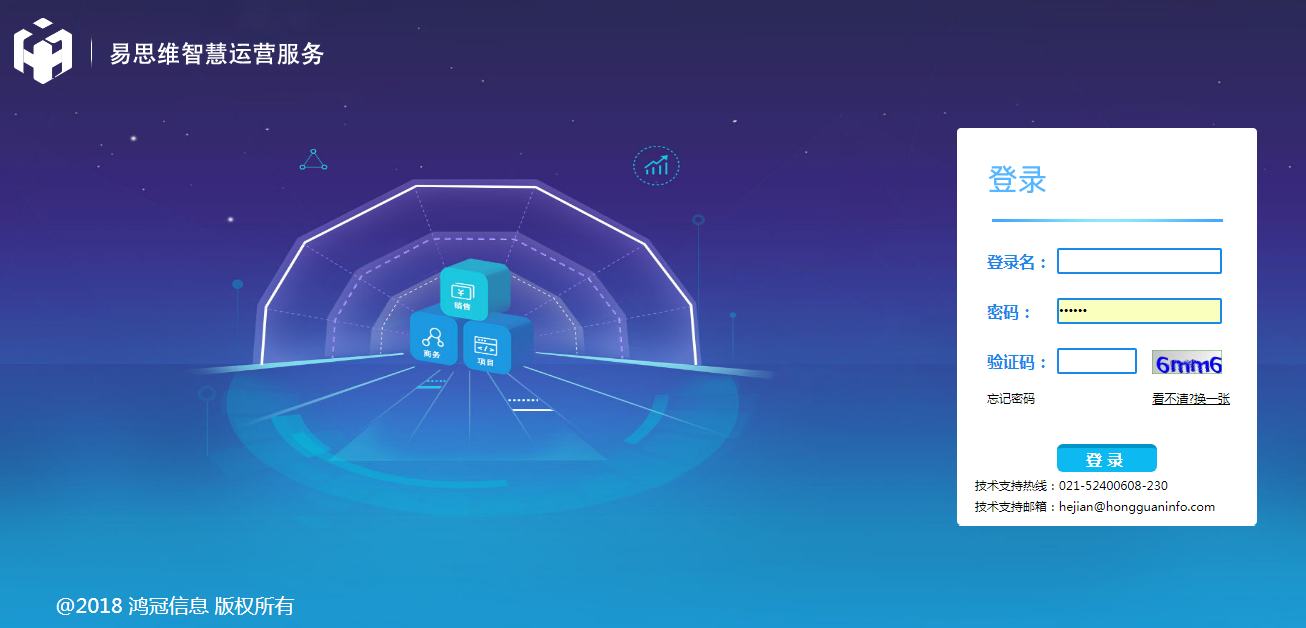 易思维智慧运营服务
¥
销售
商务
</>
项目
登录
登录名：
密码：
••••••
验证码：
6mm6
忘记密码 看不清?换一张
登 录
技术支持热线：021-52400608-230
技术支持邮箱：hejian@hongguaninfo.com
@2018 鸿冠信息 版权所有